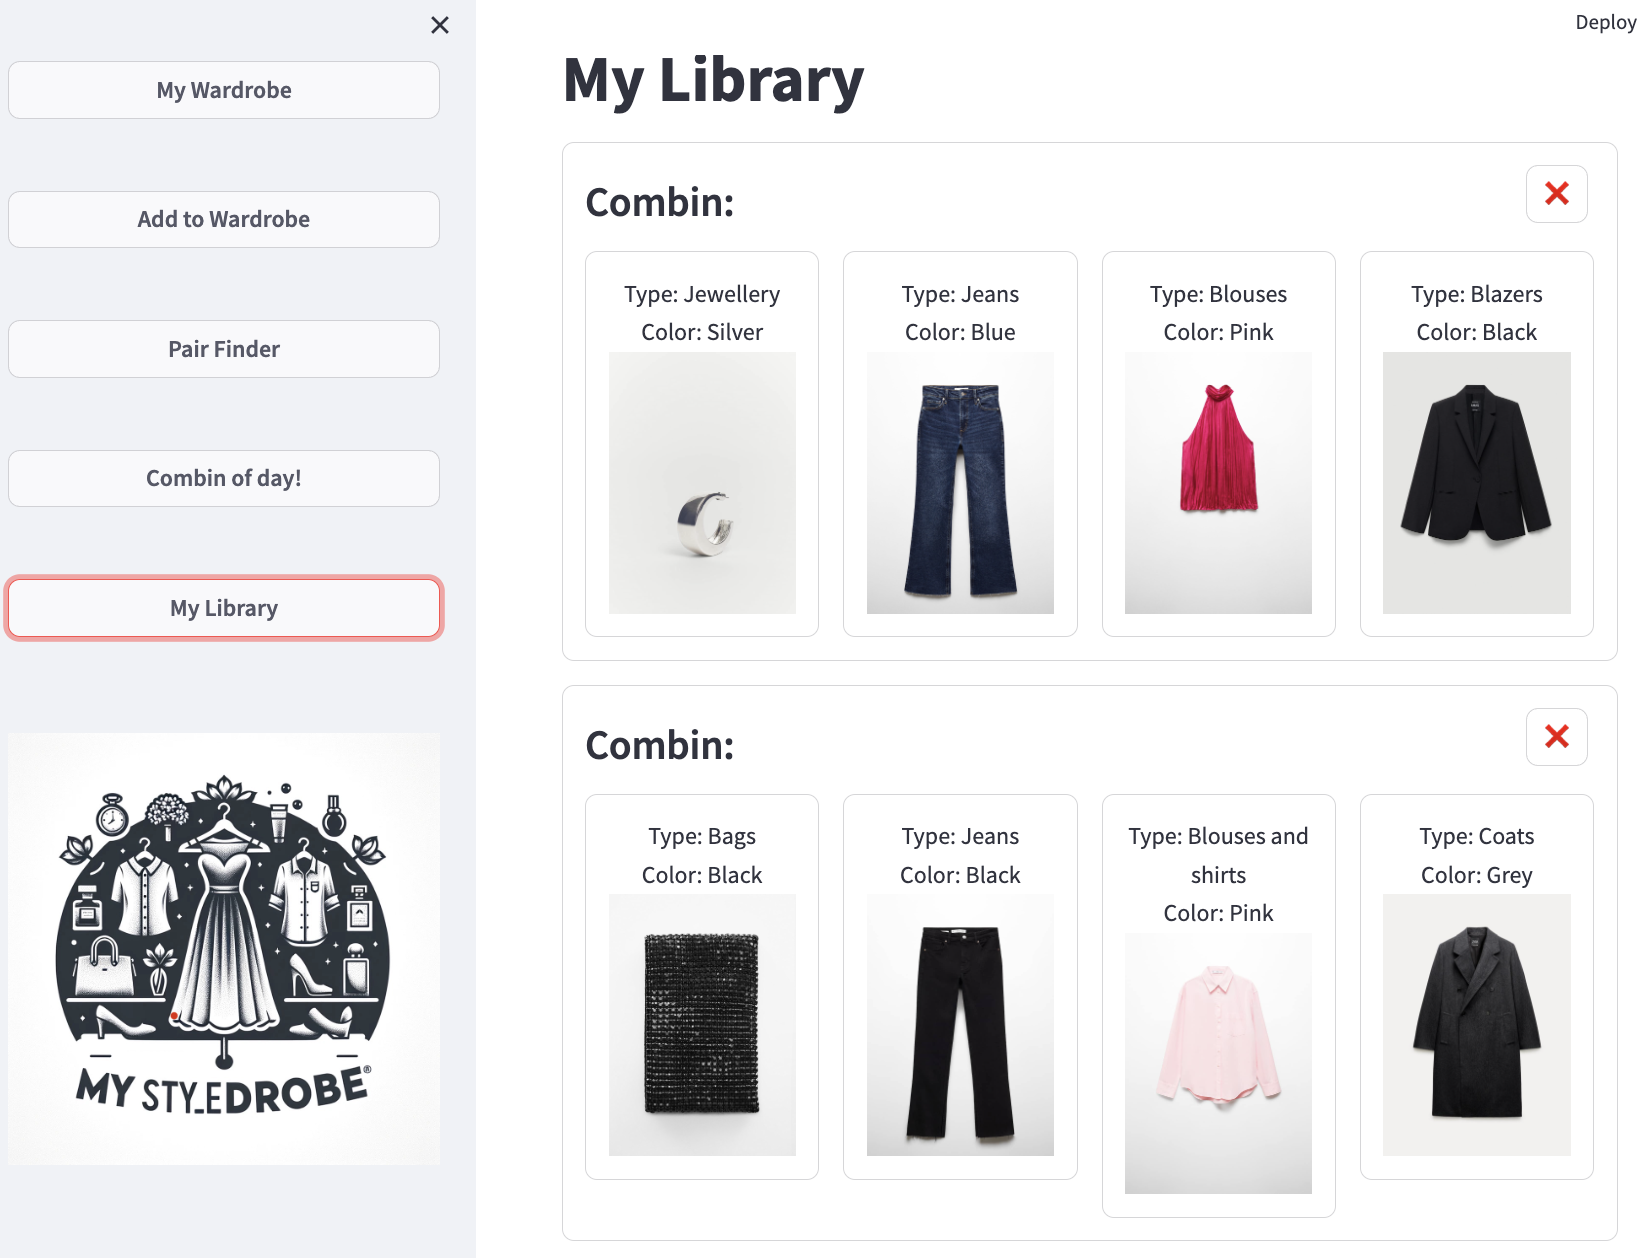 My Wardrobe
Add to Wardrobe
Pair Finder
Combin of day!
My Library
MY STYLEDROBE®
Deploy
My Library
Combin:
Type: Jewellery
Color: Silver
Type: Jeans
Color: Blue
Type: Blouses
Color: Pink
Type: Blazers
Color: Black
Combin:
Type: Bags
Color: Black
Type: Jeans
Color: Black
Type: Blouses and
shirts
Color: Pink
Type: Coats
Color: Grey